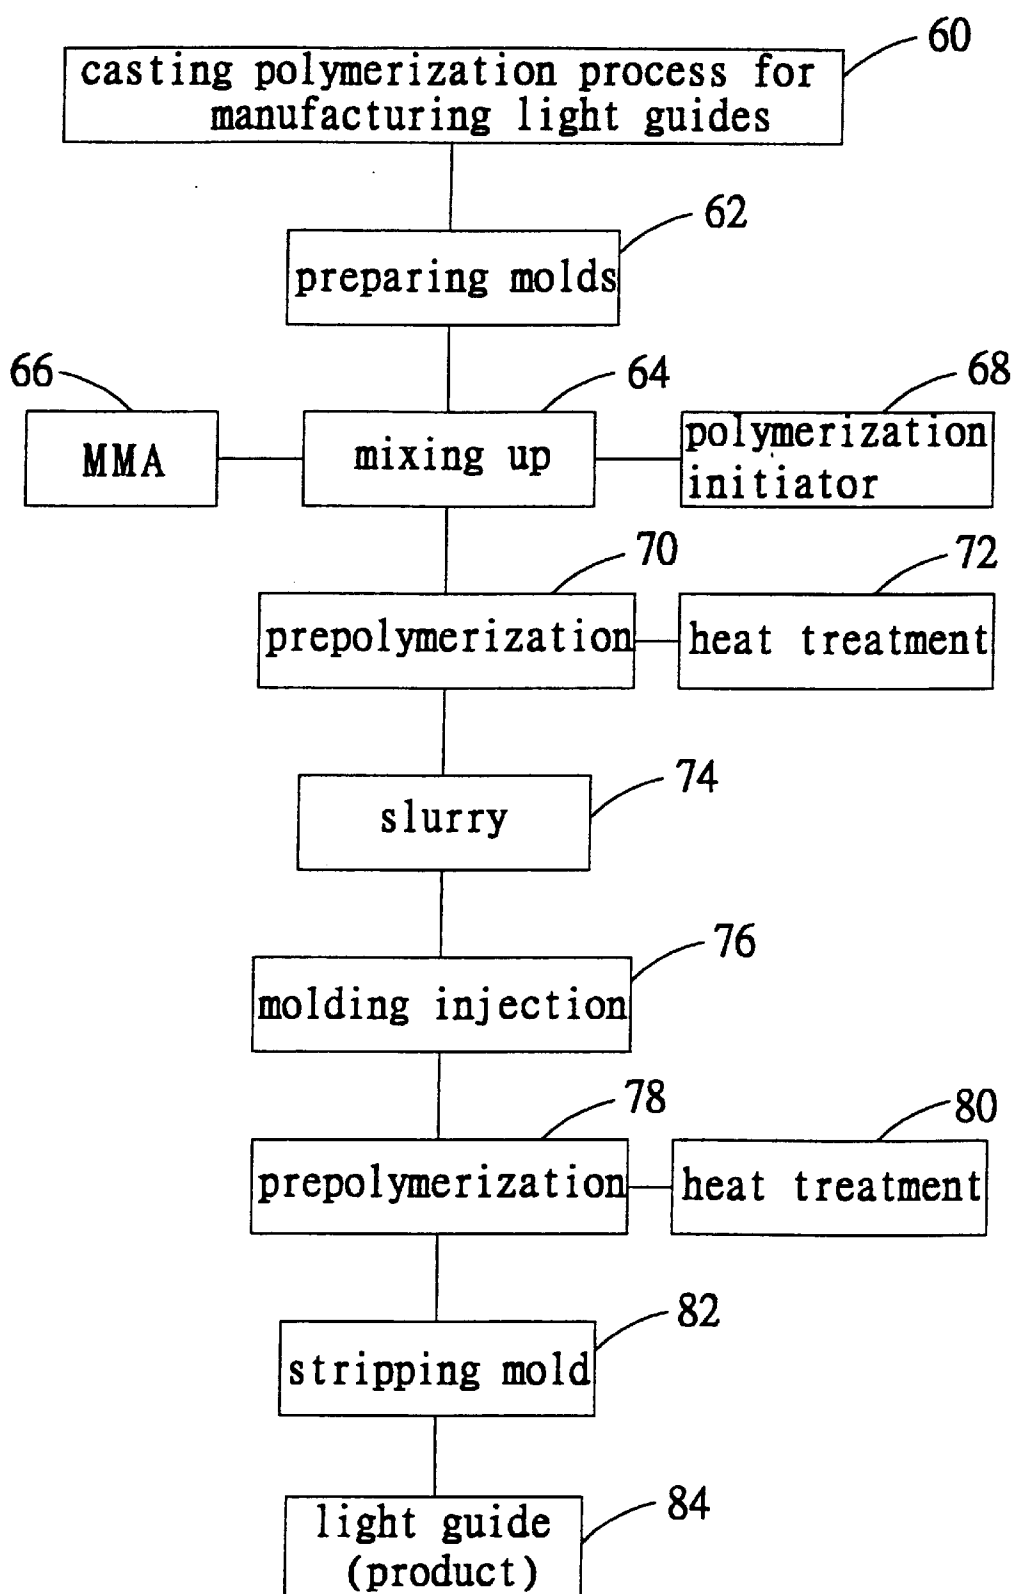 60
casting polymerization process for
manufacturing light guides
62
preparing molds
66
64
68
MMA
mixing up
polymerization
initiator
70
72
prepolymerization
heat treatment
74
slurry
76
molding injection
78
80
prepolymerization
heat treatment
82
stripping mold
84
light guide
(product)